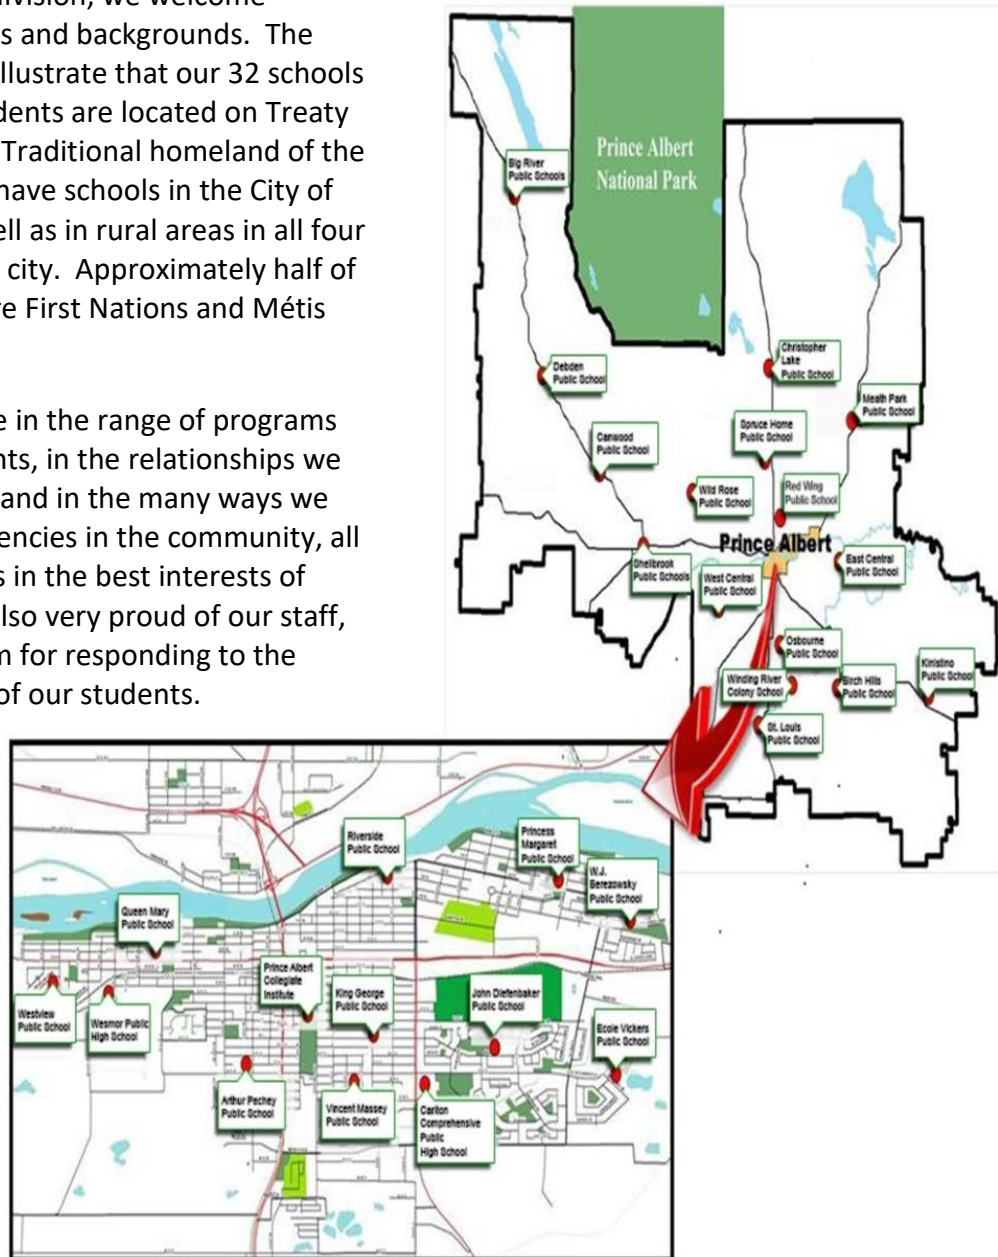 division, we welcome
s and backgrounds. The
illustrate that our 32 schools
dents are located on Treaty
Traditional homeland of the
have schools in the City of
ell as in rural areas in all four
city. Approximately half of
re First Nations and Métis
e in the range of programs
nts, in the relationships we
and in the many ways we
encies in the community, all
s in the best interests of
also very proud of our staff,
m for responding to the
of our students.
Prince Albert
National Park
Big River
Public Schools
Christopher
Lake
Public School
Debden
Public School
Meath Park
Public School
Spruce Home
Public School
Canwood
Public School
Wild Rose
Public School
Red Wing
Public School
Prince Albert
Shellbrook
Public Schools
West Central
Public School
East Central
Public School
Osbourne
Public School
Winding River
Colony School
Birch Hills
Public School
Kinistino
Public School
St. Louis
Public School
Riverside
Public School
Princess
Margaret
Public School
W.J.
Berezowsky
Public School
Queen Mary
Public School
Prince Albert
Collegiate
Institute
King George
Public School
John Diefenbaker
Public School
Westview
Public School
Wesmor Public
High School
Ecole Vickers
Public School
Arthur Pechey
Public School
Vincent Massey
Public School
Carlton
Comprehensive
Public
High School